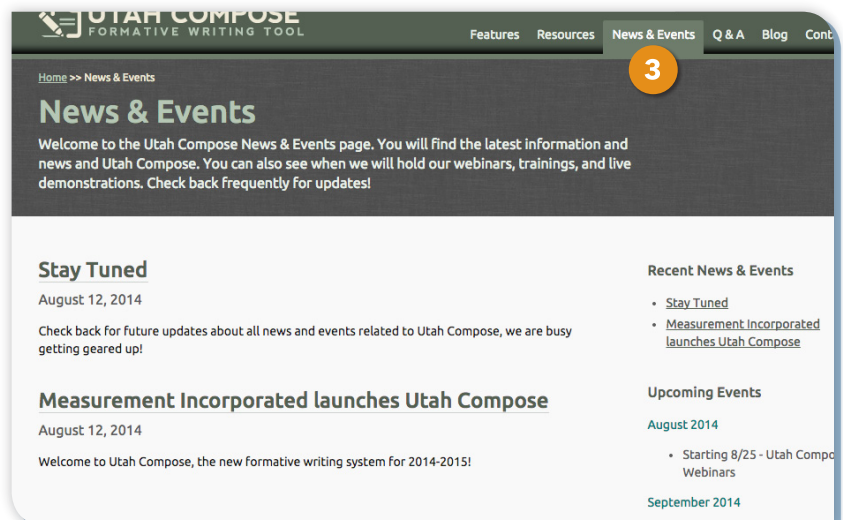 UTAH COMPOSE
FORMATIVE WRITING TOOL
Features Resources News & Events Q & A Blog
3
Home >> News & Events
News & Events
Welcome to the Utah Compose News & Events page. You will find the latest information and
news and Utah Compose. You can also see when we will hold our webinars, trainings, and live
demonstrations. Check back frequently for updates!
Stay Tuned
August 12, 2014
Check back for future updates about all news and events related to Utah Compose, we are busy
getting geared up!
Measurement Incorporated launches Utah Compose
August 12, 2014
Welcome to Utah Compose, the new formative writing system for 2014-2015!
Recent News & Events
• Stay Tuned
• Measurement Incorporated
launches Utah Compose
Upcoming Events
August 2014
• Starting 8/25 - Utah Compo
Webinars
September 2014